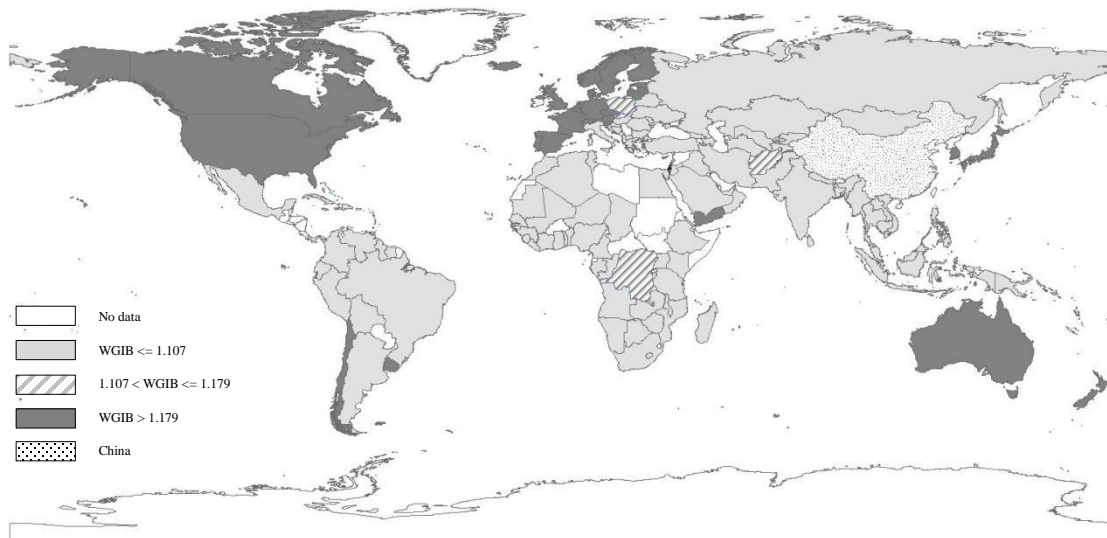 No data
WGIB <= 1.107
1.107 < WGIB <= 1.179
WGIB > 1.179
China